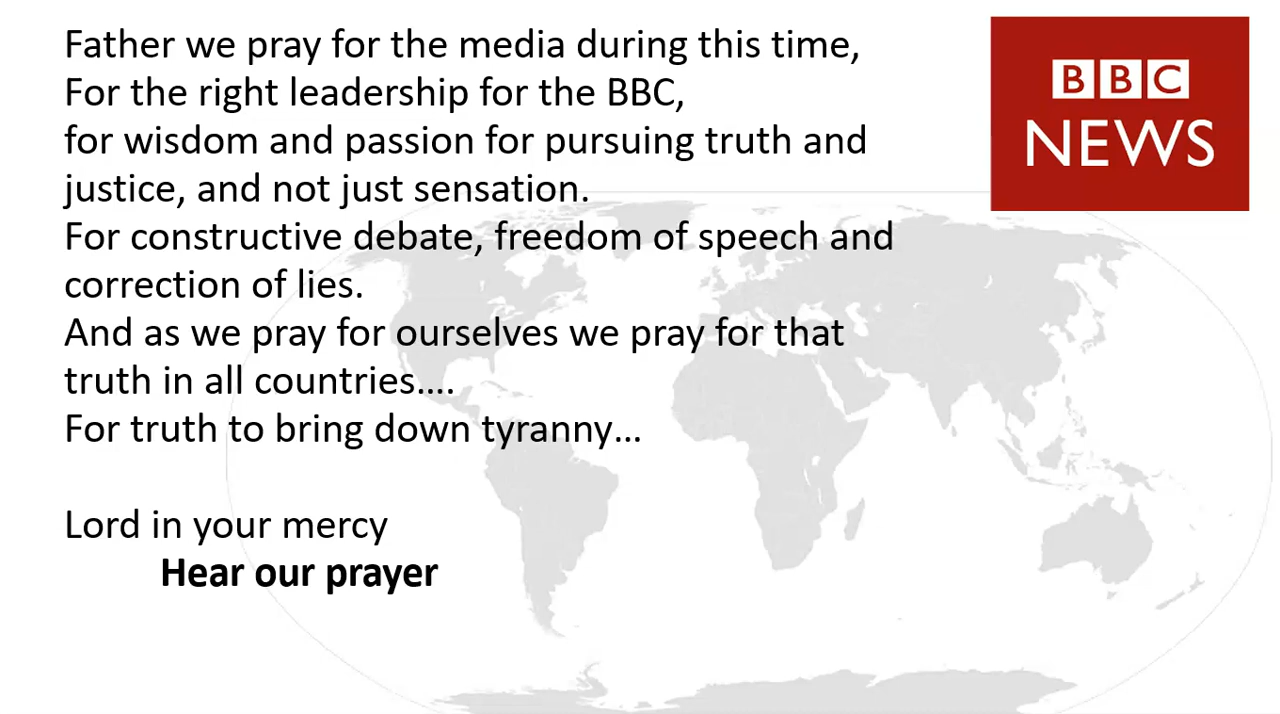 Father we pray for the media during this time,
For the right leadership for the BBC,
for wisdom and passion for pursuing truth and
justice, and not just sensation.
For constructive debate, freedom of speech and
correction of lies.
And as we pray for ourselves we pray for that
truth in all countries....
For truth to bring down tyranny...
Lord in your mercy
Hear our prayer
BBC
NEWS